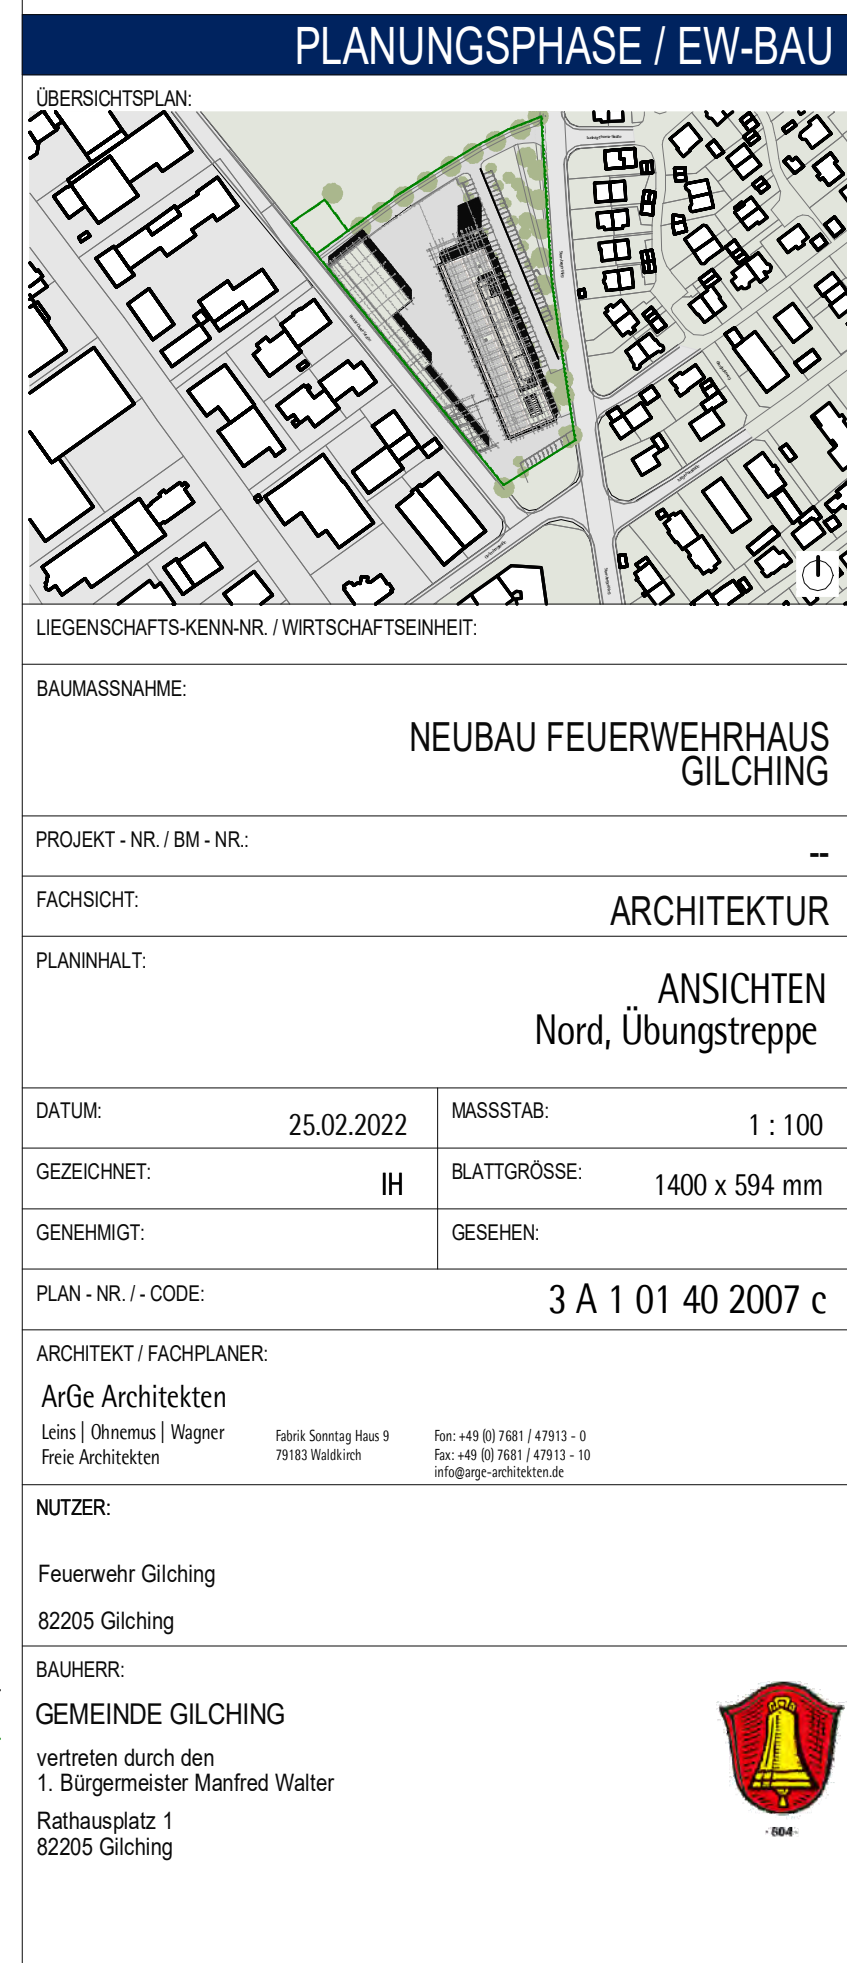 PLANUNGSPHASE / EW-BAU
ÜBERSICHTSPLAN:
LIEGENSCHAFTS-KENN-NR. / WIRTSCHAFTSEINHEIT:
BAUMASSNAHME:
NEUBAU FEUERWEHRHAUS
GILCHING
PROJEKT - NR. / BM - NR.:
--
FACHSICHT:
ARCHITEKTUR
PLANINHALT:
ANSICHTEN
Nord, Übungstreppe
DATUM:
25.02.2022
MASSSTAB:
1 : 100
GEZEICHNET:
IH
BLATTGRÖSSE:
1400 x 594 mm
GENEHMIGT:
GESEHEN:
PLAN - NR. / - CODE:
3 A 1 01 40 2007 c
ARCHITEKT / FACHPLANER:
ArGe Architekten
Leins | Ohnemus | Wagner
Freie Architekten
Fabrik Sonntag Haus 9
79183 Waldkirch
Fon: +49 (0) 7681 / 47913 - 0
Fax: +49 (0) 7681 / 47913 - 10
info@arge-architekten.de
NUTZER:
Feuerwehr Gilching
82205 Gilching
BAUHERR:
GEMEINDE GILCHING
vertreten durch den
1. Bürgermeister Manfred Walter
Rathausplatz 1
82205 Gilching